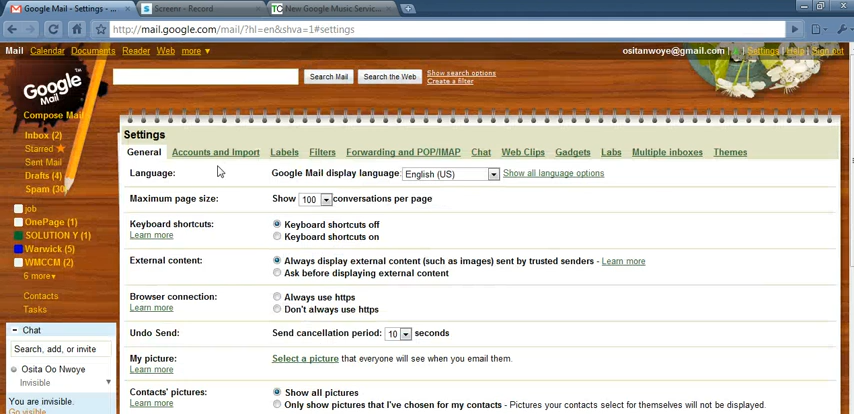 Google Mail - Settings - ...
Screenr - Record
New Google Music Servic...
http://mail.google.com/mail/?hl=en&shva=1#settings
Mail Calendar Documents Reader Web more ▾
ositanwoye@gmail.com | | Settings | Help | Sign out
Google Mail
Search Mail
Search the Web
Show search options
Create a filter
Compose Mail
Inbox (2)
Starred
Sent Mail
Drafts (4)
Spam (30)
job
OnePage (1)
SOLUTION Y (1)
Warwick (5)
WMCCM (2)
6 more▾
Contacts
Tasks
Chat
Search, add, or invite
Osita Oo Nwoye
Invisible
You are invisible.
Go visible
Settings
General Accounts and Import Labels Filters Forwarding and POP/IMAP Chat Web Clips Gadgets Labs Multiple inboxes Themes
Language: Google Mail display language: English (US) Show all language options
Maximum page size: Show 100 conversations per page
Keyboard shortcuts: Keyboard shortcuts off
Learn more Keyboard shortcuts on
External content: Always display external content (such as images) sent by trusted senders - Learn more
Ask before displaying external content
Browser connection: Always use https
Learn more Don't always use https
Undo Send: Send cancellation period: 10 seconds
My picture: Select a picture that everyone will see when you email them.
Learn more
Contacts' pictures: Show all pictures
Learn more Only show pictures that I've chosen for my contacts - Pictures your contacts select for themselves will not be displayed.